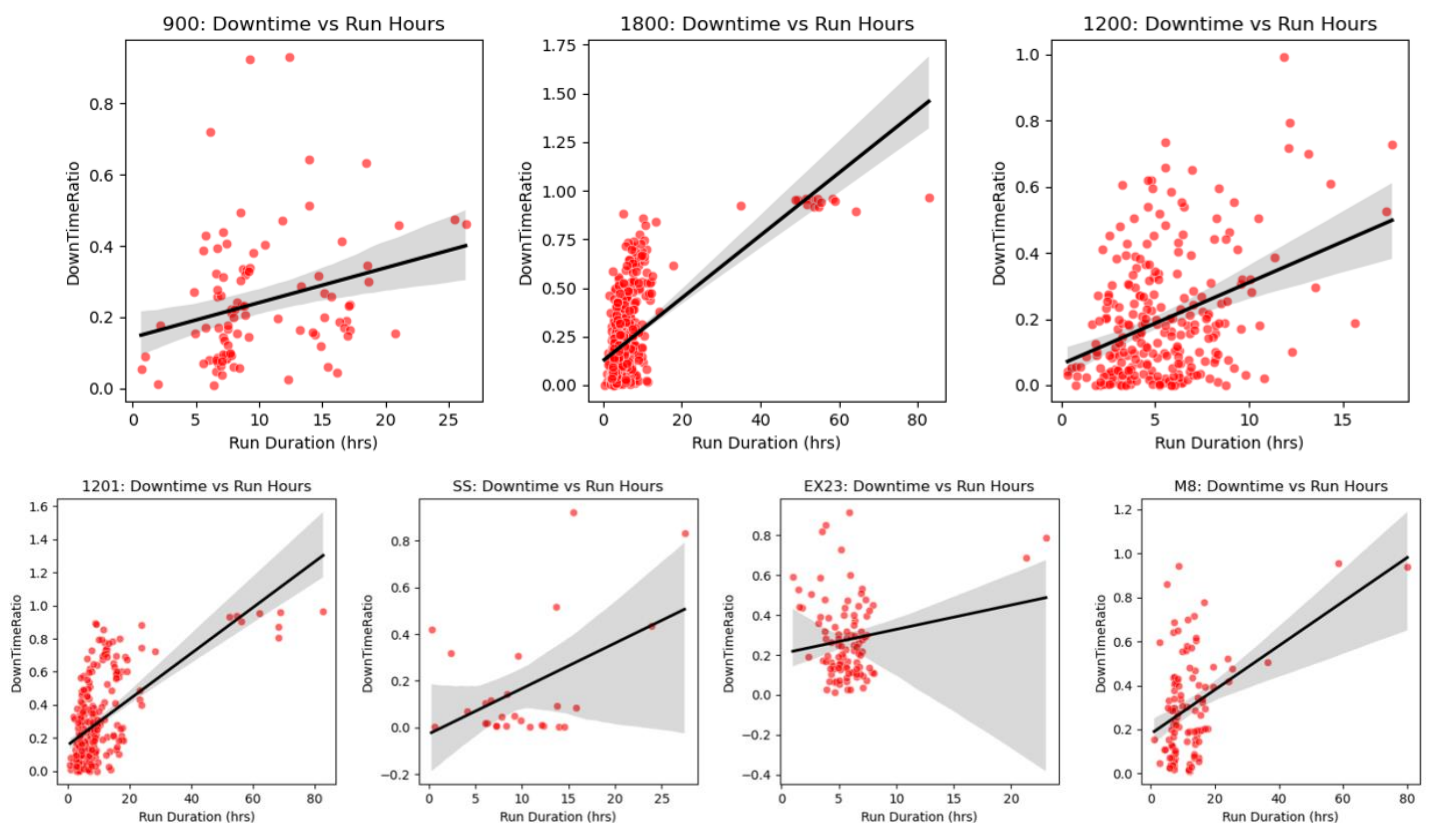 900: Downtime vs Run Hours
1800: Downtime vs Run Hours
1200: Downtime vs Run Hours
DownTimeRatio
0.8
0.6
0.4
0.2
0.0
0 5 10 15 20 25
Run Duration (hrs)
DownTimeRatio
1.75
1.50
1.25
1.00
0.75
0.50
0.25
0.00
0 20 40 60 80
Run Duration (hrs)
DownTimeRatio
1.0
0.8
0.6
0.4
0.2
0.0
0 5 10 15
Run Duration (hrs)
1201: Downtime vs Run Hours
SS: Downtime vs Run Hours
EX23: Downtime vs Run Hours
M8: Downtime vs Run Hours
DownTimeRatio
1.6
1.4
1.2
1.0
0.8
0.6
0.4
0.2
0.0
0 20 40 60 80
Run Duration (hrs)
DownTimeRatio
0.8
0.6
0.4
0.2
0.0
−0.2
0 5 10 15 20 25
Run Duration (hrs)
DownTimeRatio
0.8
0.6
0.4
0.2
0.0
−0.2
−0.4
0 5 10 15 20
Run Duration (hrs)
DownTimeRatio
1.2
1.0
0.8
0.6
0.4
0.2
0.0
0 20 40 60 80
Run Duration (hrs)